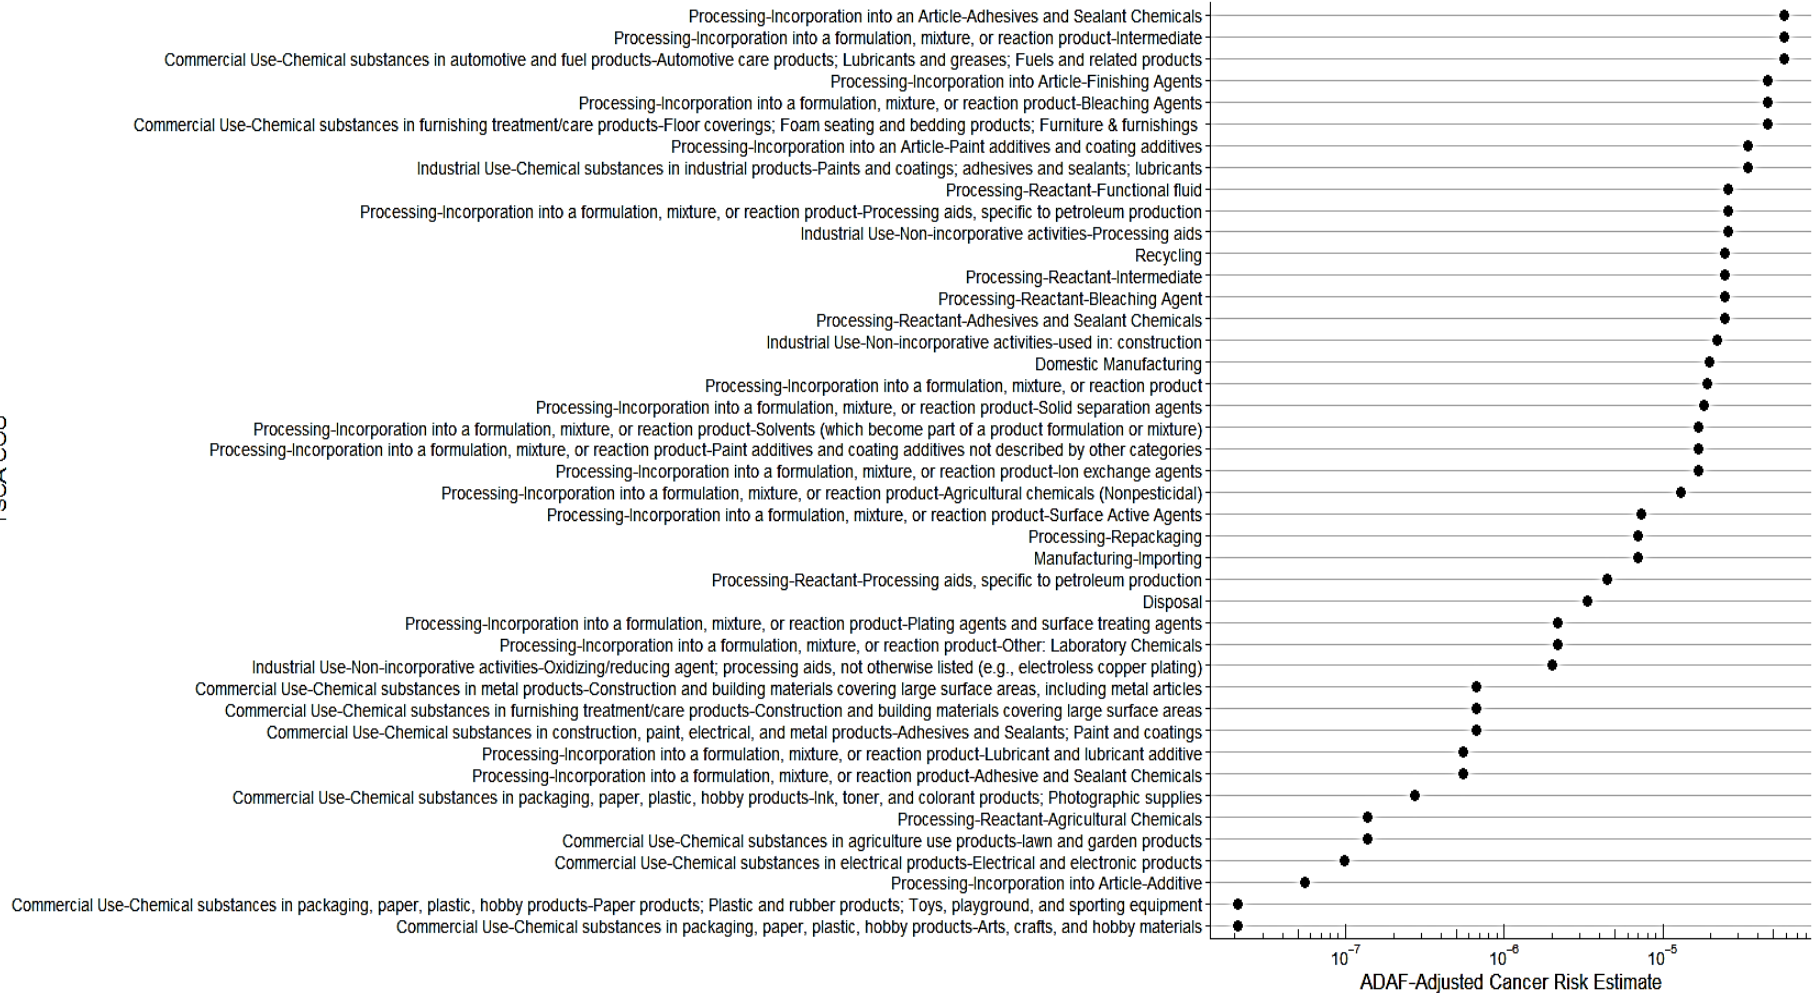 Processing-Incorporation into an Article-Adhesives and Sealant Chemicals
Processing-Incorporation into a formulation, mixture, or reaction product-Intermediate
Commercial Use-Chemical substances in automotive and fuel products-Automotive care products; Lubricants and greases; Fuels and related products
Processing-Incorporation into Article-Finishing Agents
Processing-Incorporation into a formulation, mixture, or reaction product-Bleaching Agents
Commercial Use-Chemical substances in furnishing treatment/care products-Floor coverings; Foam seating and bedding products; Furniture & furnishings
Processing-Incorporation into an Article-Paint additives and coating additives
Industrial Use-Chemical substances in industrial products-Paints and coatings; adhesives and sealants; lubricants
Processing-Reactant-Functional fluid
Processing-Incorporation into a formulation, mixture, or reaction product-Processing aids, specific to petroleum production
Industrial Use-Non-incorporative activities-Processing aids
Recycling
Processing-Reactant-Intermediate
Processing-Reactant-Bleaching Agent
Processing-Reactant-Adhesives and Sealant Chemicals
Industrial Use-Non-incorporative activities-used in: construction
Domestic Manufacturing
Processing-Incorporation into a formulation, mixture, or reaction product
Processing-Incorporation into a formulation, mixture, or reaction product-Solid separation agents
Processing-Incorporation into a formulation, mixture, or reaction product-Solvents (which become part of a product formulation or mixture)
Processing-Incorporation into a formulation, mixture, or reaction product-Paint additives and coating additives not described by other categories
Processing-Incorporation into a formulation, mixture, or reaction product-Ion exchange agents
Processing-Incorporation into a formulation, mixture, or reaction product-Agricultural chemicals (Nonpesticidal)
Processing-Incorporation into a formulation, mixture, or reaction product-Surface Active Agents
Processing-Repackaging
Manufacturing-Importing
Processing-Reactant-Processing aids, specific to petroleum production
Disposal
Processing-Incorporation into a formulation, mixture, or reaction product-Plating agents and surface treating agents
Processing-Incorporation into a formulation, mixture, or reaction product-Other: Laboratory Chemicals
Industrial Use-Non-incorporative activities-Oxidizing/reducing agent; processing aids, not otherwise listed (e.g., electroless copper plating)
Commercial Use-Chemical substances in metal products-Construction and building materials covering large surface areas, including metal articles
Commercial Use-Chemical substances in furnishing treatment/care products-Construction and building materials covering large surface areas
Commercial Use-Chemical substances in construction, paint, electrical, and metal products-Adhesives and Sealants; Paint and coatings
Processing-Incorporation into a formulation, mixture, or reaction product-Lubricant and lubricant additive
Processing-Incorporation into a formulation, mixture, or reaction product-Adhesive and Sealant Chemicals
Commercial Use-Chemical substances in packaging, paper, plastic, hobby products-Ink, toner, and colorant products; Photographic supplies
Processing-Reactant-Agricultural Chemicals
Commercial Use-Chemical substances in agriculture use products-lawn and garden products
Commercial Use-Chemical substances in electrical products-Electrical and electronic products
Processing-Incorporation into Article-Additive
Commercial Use-Chemical substances in packaging, paper, plastic, hobby products-Paper products; Plastic and rubber products; Toys, playground, and sporting equipment
Commercial Use-Chemical substances in packaging, paper, plastic, hobby products-Arts, crafts, and hobby materials
10⁻⁷ 10⁻⁶ 10⁻⁵
ADAF-Adjusted Cancer Risk Estimate